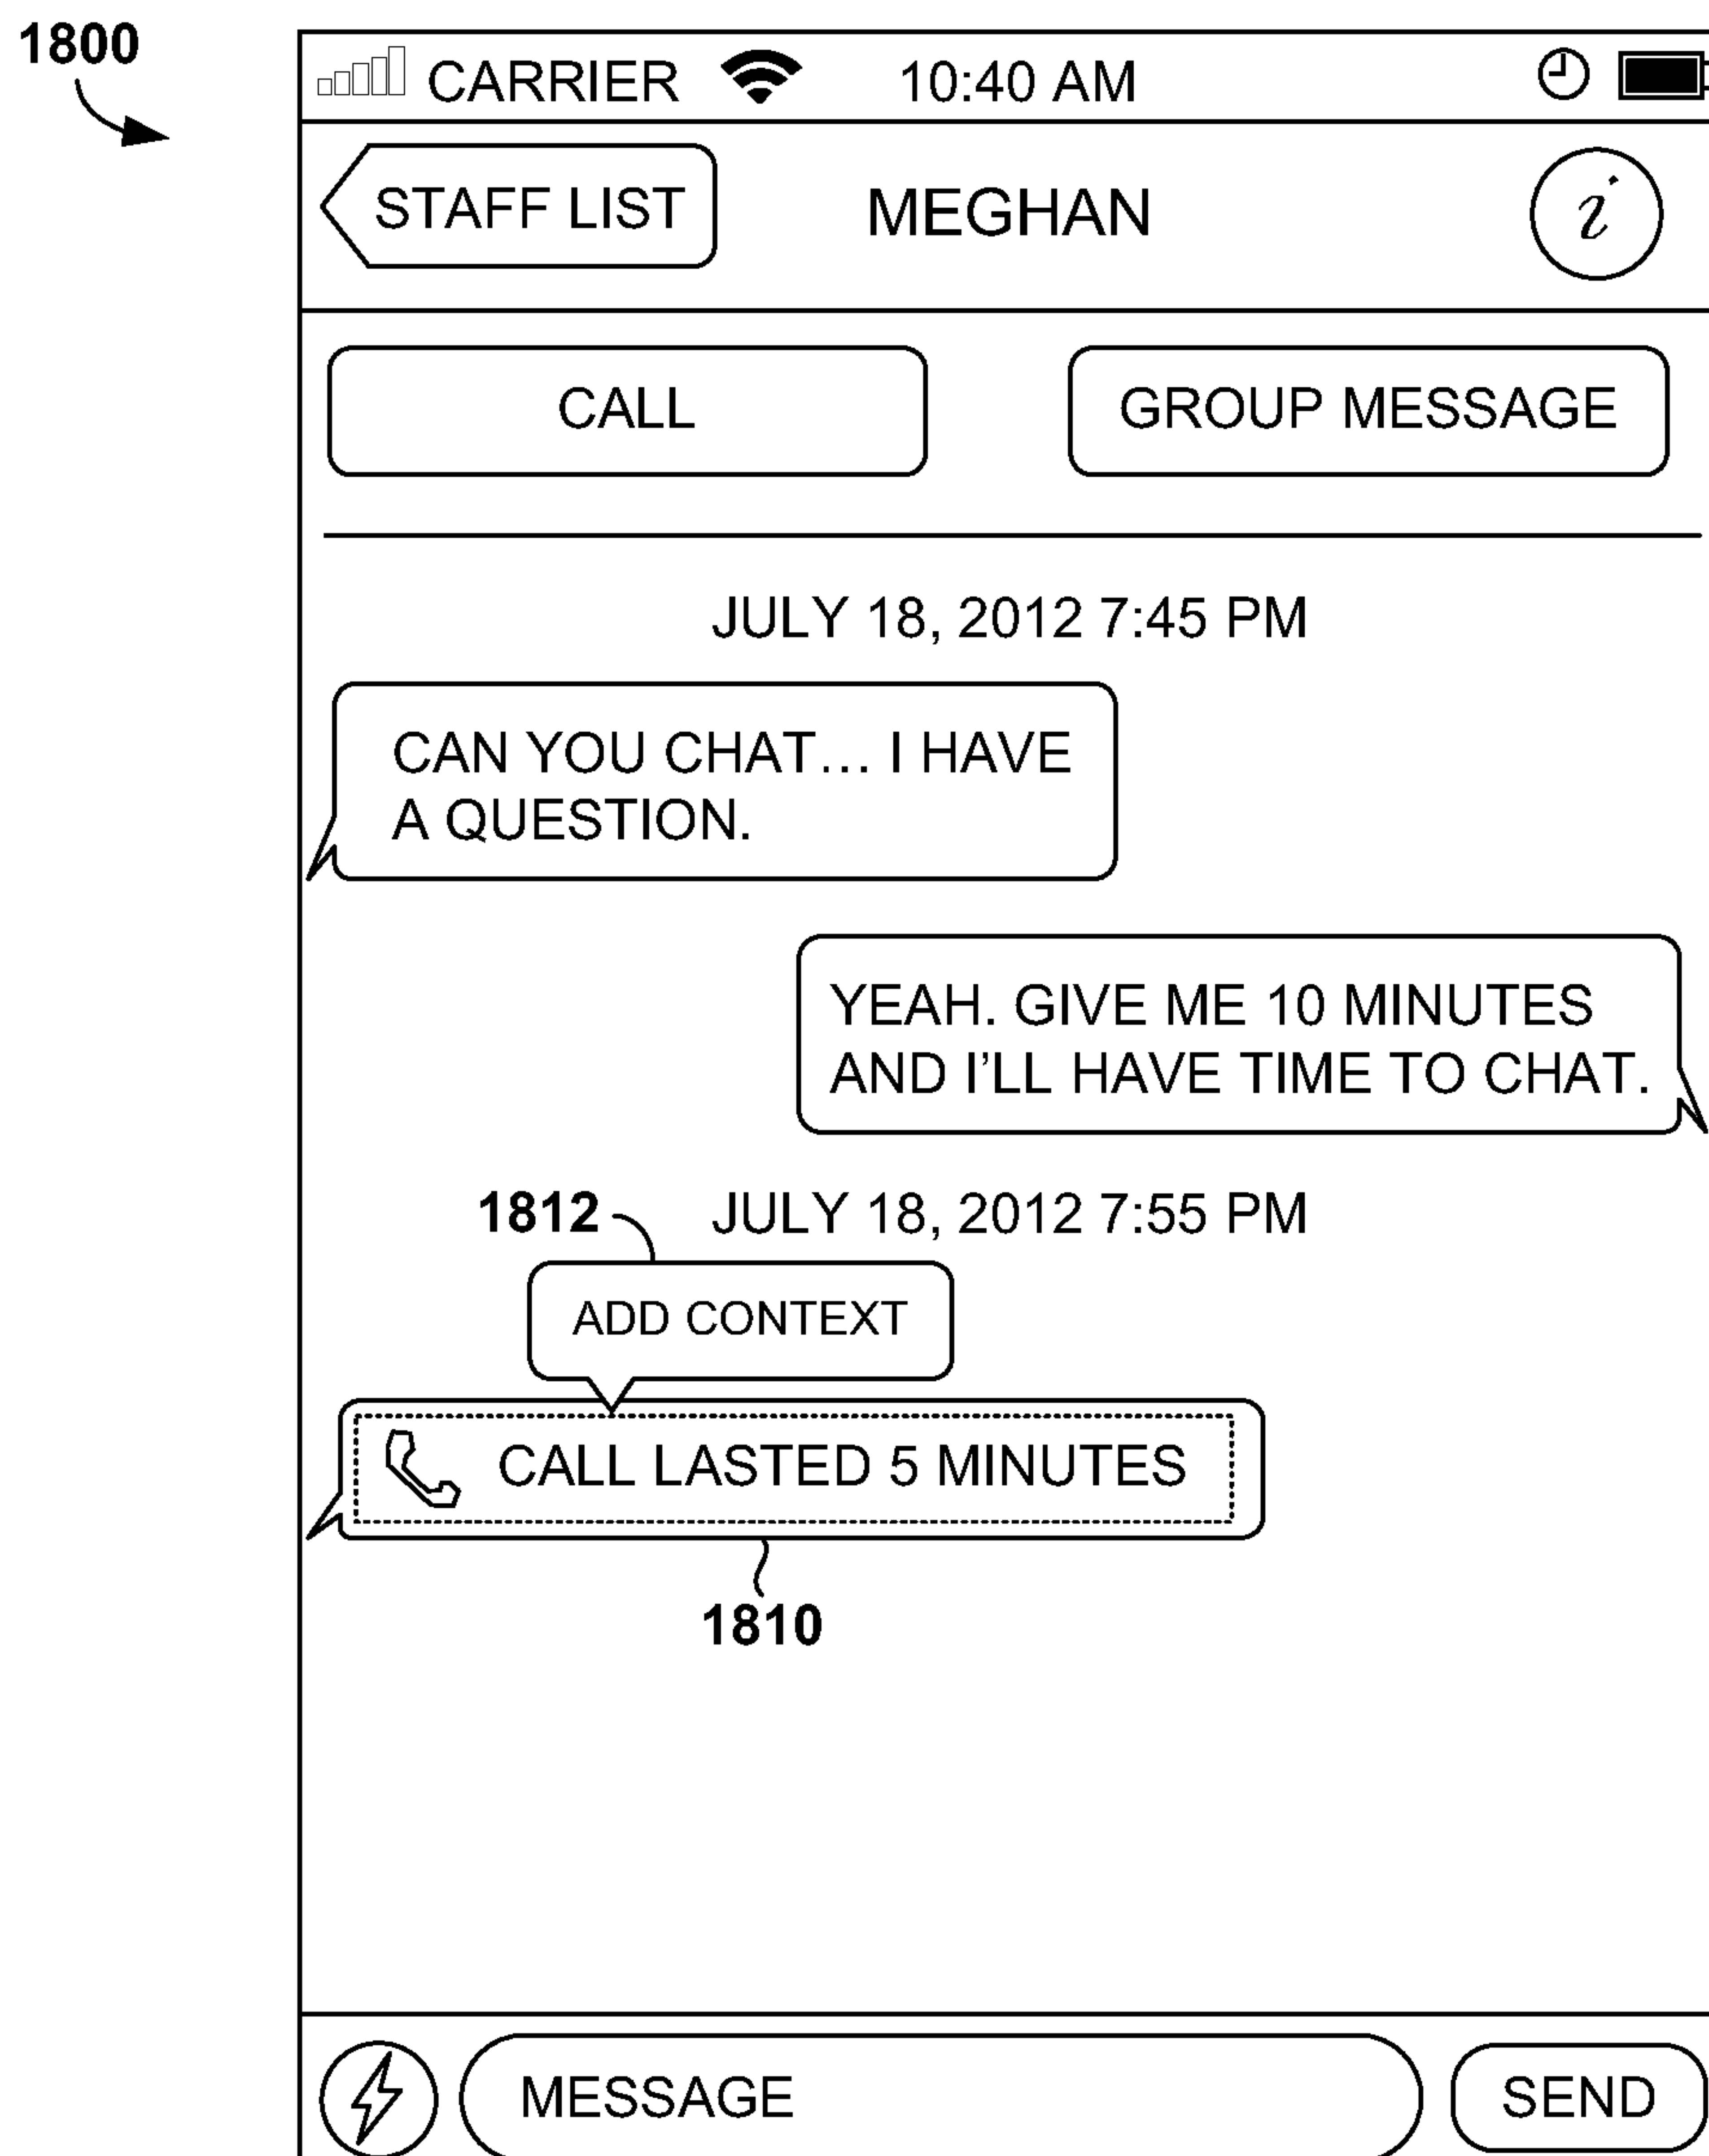 1800
CARRIER 10:40 AM
STAFF LIST MEGHAN i
CALL GROUP MESSAGE
JULY 18, 2012 7:45 PM
CAN YOU CHAT... I HAVE
A QUESTION.
YEAH. GIVE ME 10 MINUTES
AND I'LL HAVE TIME TO CHAT.
1812 JULY 18, 2012 7:55 PM
ADD CONTEXT
CALL LASTED 5 MINUTES
1810
MESSAGE SEND